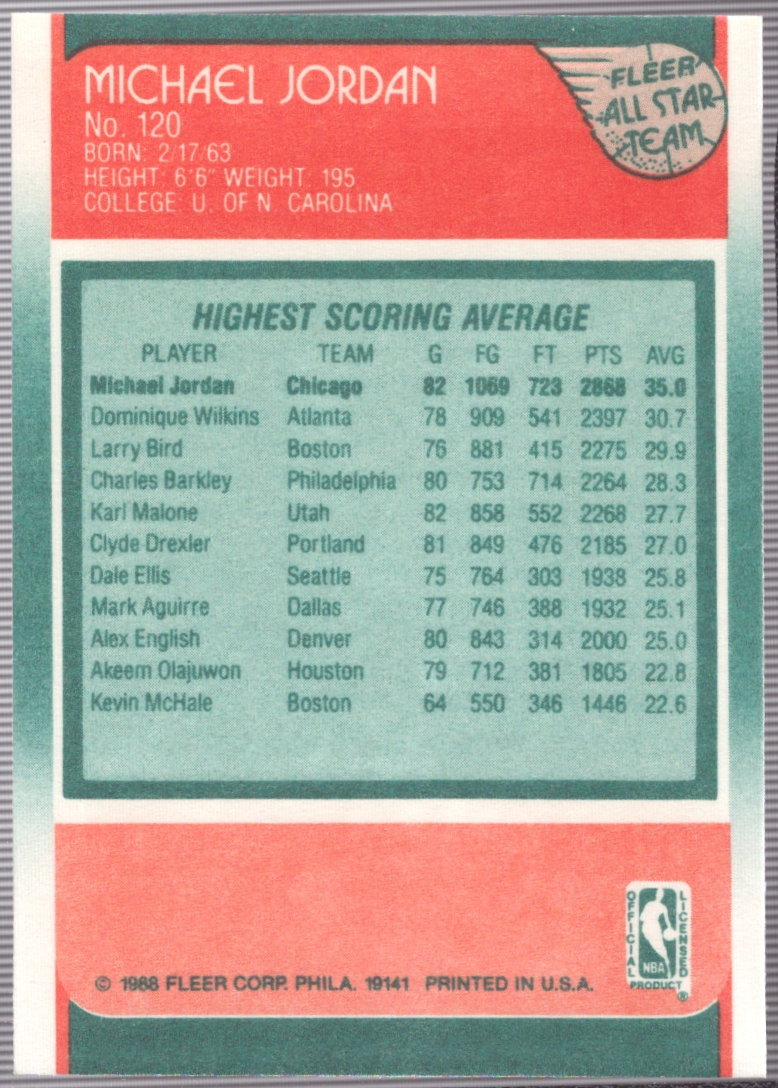 MICHAEL JORDAN
No. 120
BORN: 2/17/63
HEIGHT: 6'6" WEIGHT: 195
COLLEGE: U. OF N. CAROLINA
FLEER
ALL STAR
TEAM
HIGHEST SCORING AVERAGE
PLAYER TEAM G FG FT PTS AVG
Michael Jordan Chicago 82 1069 723 2868 35.0
Dominique Wilkins Atlanta 78 909 541 2397 30.7
Larry Bird Boston 76 881 415 2275 29.9
Charles Barkley Philadelphia 80 753 714 2264 28.3
Karl Malone Utah 82 858 552 2268 27.7
Clyde Drexler Portland 81 849 476 2185 27.0
Dale Ellis Seattle 75 764 303 1938 25.8
Mark Aguirre Dallas 77 746 388 1932 25.1
Alex English Denver 80 843 314 2000 25.0
Akeem Olajuwon Houston 79 712 381 1805 22.8
Kevin McHale Boston 64 550 346 1446 22.6
© 1988 FLEER CORP. PHILA. 19141 PRINTED IN U.S.A.
OFFICIAL
LICENSED
NBA
PRODUCT
®